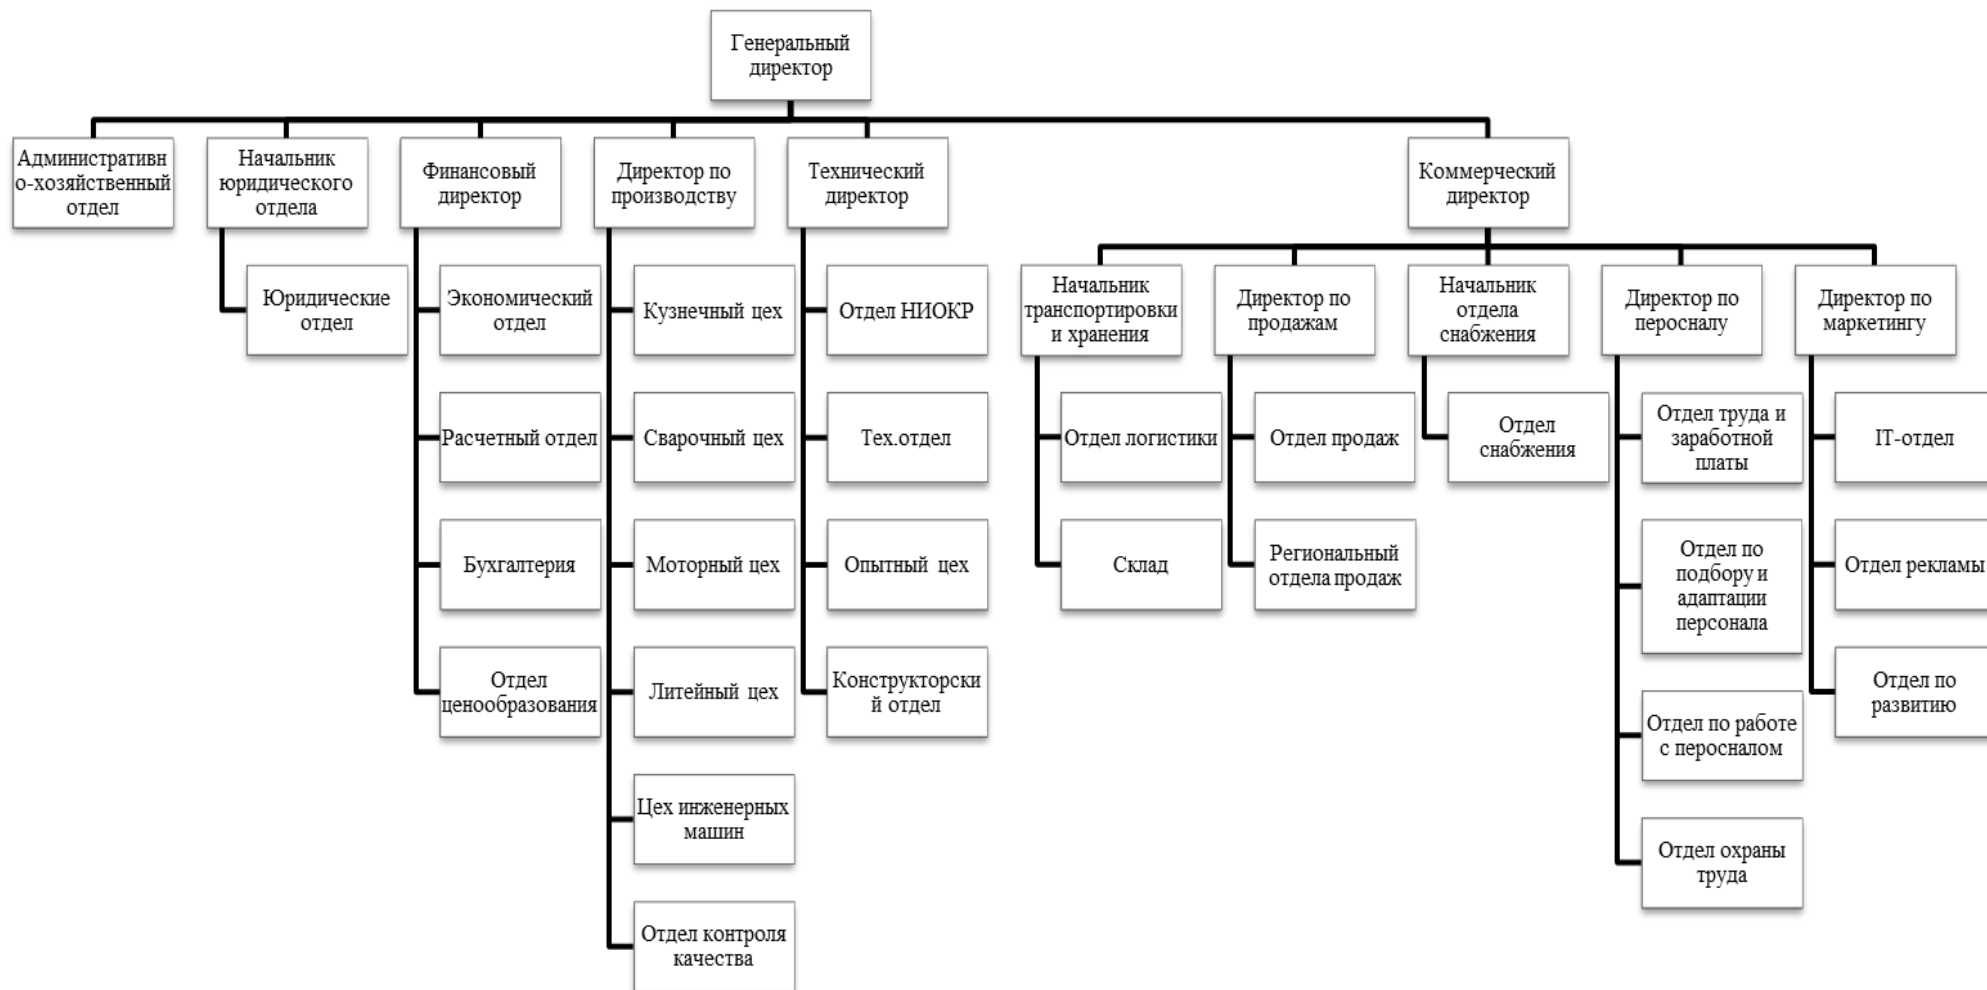 Генеральный
директор
Административн
о-хозяйственный
отдел
Начальник
юридического
отдела
Юридические
отдел
Финансовый
директор
Экономический
отдел
Расчетный отдел
Бухгалтерия
Отдел
ценообразования
Директор по
производству
Кузнечный цех
Сварочный цех
Моторный цех
Литейный цех
Цех инженерных
машин
Отдел контроля
качества
Технический
директор
Отдел НИОКР
Тех.отдел
Опытный цех
Конструкторски
й отдел
Коммерческий
директор
Начальник
транспортировки
и хранения
Отдел логистики
Склад
Директор по
продажам
Отдел продаж
Региональный
отдела продаж
Начальник
отдела
снабжения
Отдел
снабжения
Директор по
перосналу
Отдел труда и
заработной
платы
Отдел по
подбору и
адаптации
персонала
Отдел по работе
с перосналом
Отдел охраны
труда
Директор по
маркетингу
IT-отдел
Отдел рекламы
Отдел по
развитию